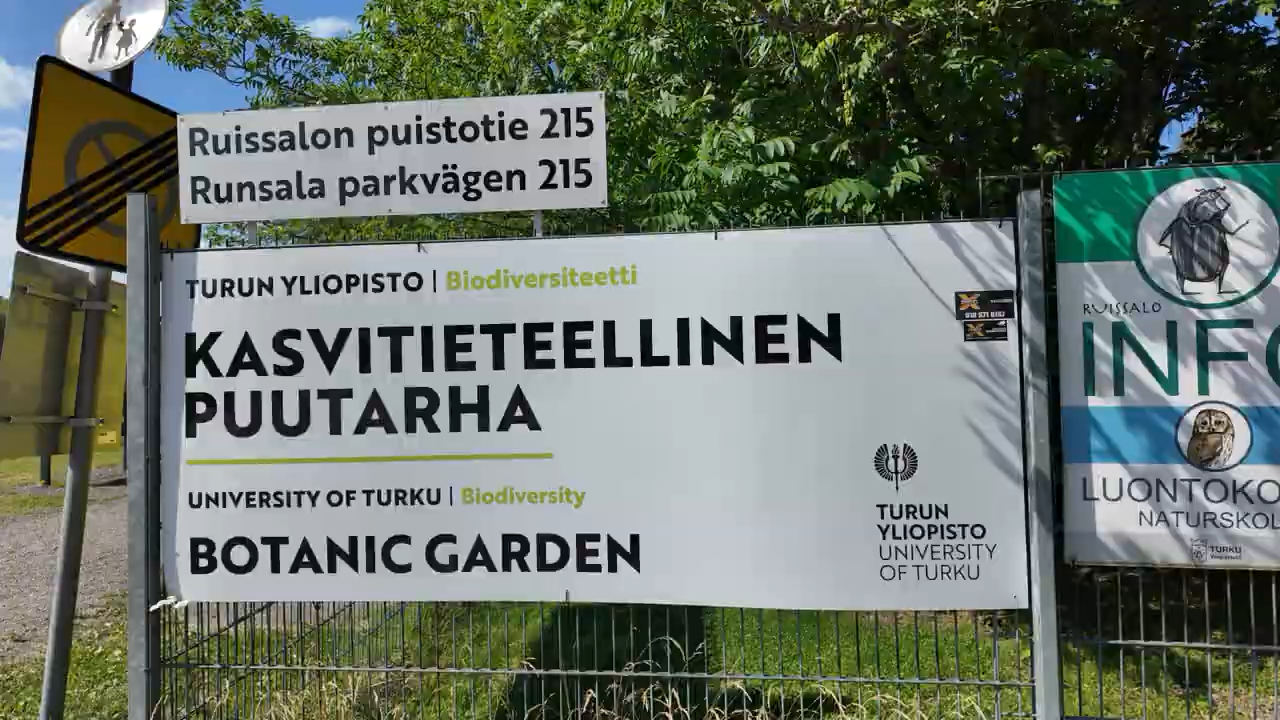 Ruissalon puistotie 215
Runsala parkvägen 215
TURUN YLIOPISTO | Biodiversiteetti
KASVITIETEELLINEN
PUUTARHA
UNIVERSITY OF TURKU | Biodiversity
BOTANIC GARDEN
TURUN
YLIOPISTO
UNIVERSITY
OF TURKU
RUISSALO
INFO
LUONTOKO
NATURSKOL
TURKU